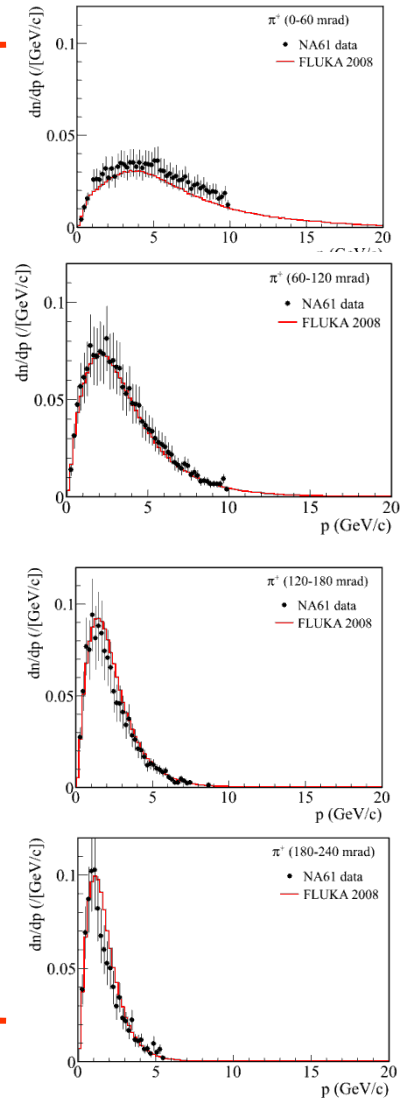 π⁺ (0-60 mrad)
NA61 data
FLUKA 2008
dn/dp (/[GeV/c])
0.1
0.05
0
0 5 10 15 20
p (GeV/c)
π⁺ (60-120 mrad)
NA61 data
FLUKA 2008
dn/dp (/[GeV/c])
0.1
0.05
0
0 5 10 15 20
p (GeV/c)
π⁺ (120-180 mrad)
NA61 data
FLUKA 2008
dn/dp (/[GeV/c])
0.1
0.05
0
0 5 10 15 20
p (GeV/c)
π⁺ (180-240 mrad)
NA61 data
FLUKA 2008
dn/dp (/[GeV/c])
0.1
0.05
0
0 5 10 15 20
p (GeV/c)